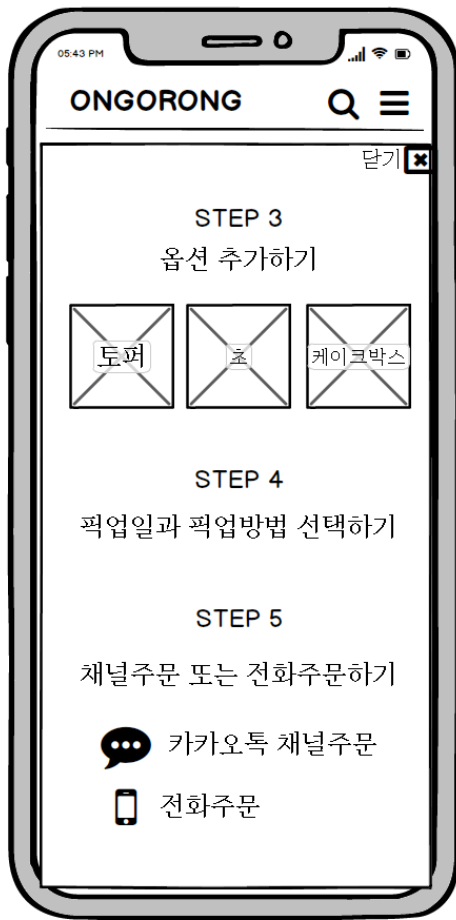 05:43 PM
ONGORONG
닫기
STEP 3
옵션 추가하기
토퍼 초 케이크박스
STEP 4
픽업일과 픽업방법 선택하기
STEP 5
채널주문 또는 전화주문하기
카카오톡 채널주문
전화주문